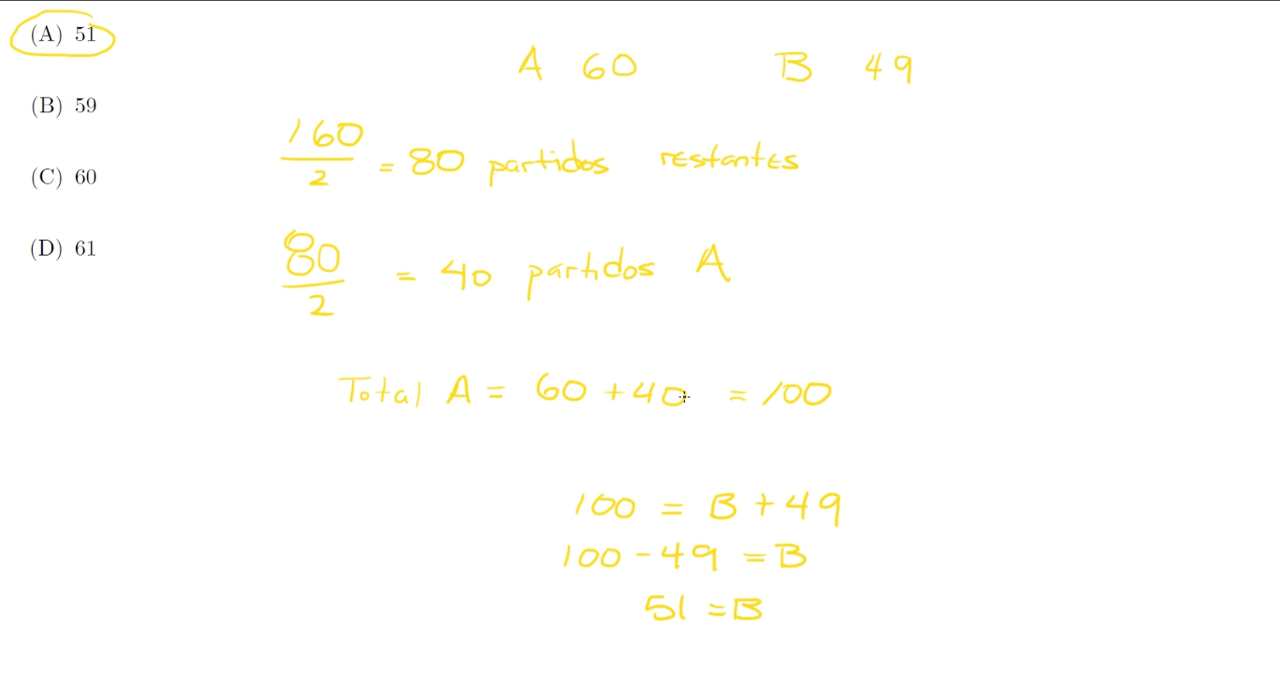 (A) 51
A 60 B 49
(B) 59
160/2 = 80 partidos restantes
(C) 60
(D) 61
80/2 = 40 partidos A
Total A = 60 + 40 = 100
100 = B + 49
100 - 49 = B
51 = B